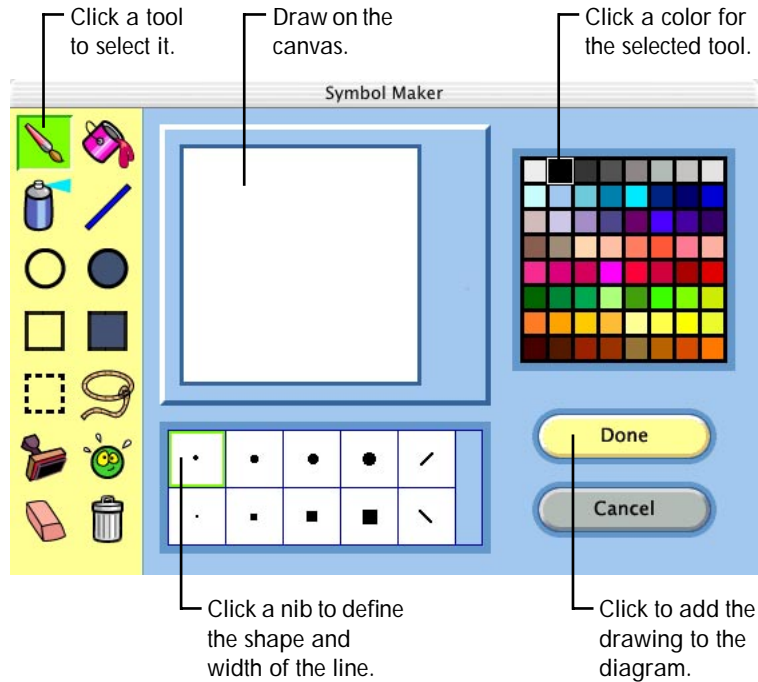 Click a tool
to select it.
Draw on the
canvas.
Click a color for
the selected tool.
Symbol Maker
Done
Cancel
Click a nib to define
the shape and
width of the line.
Click to add the
drawing to the
diagram.